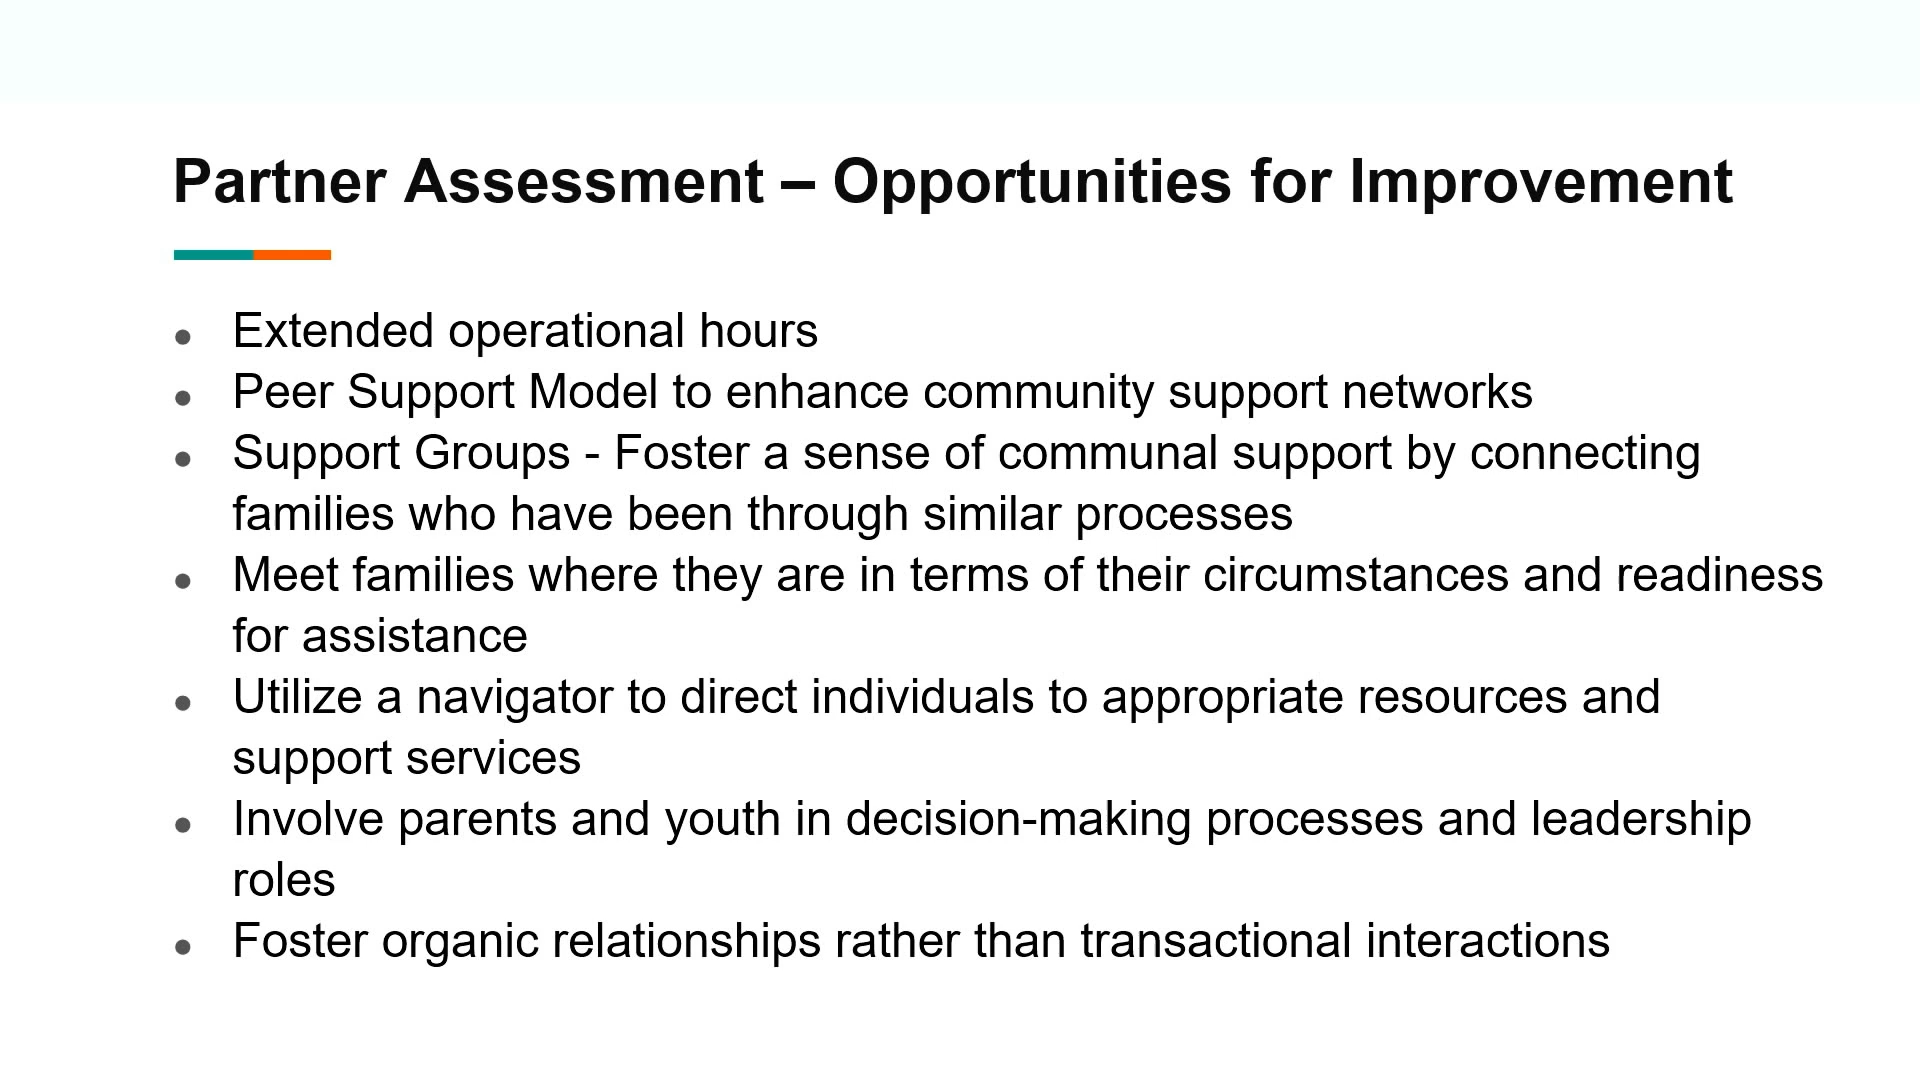 Partner Assessment – Opportunities for Improvement
● Extended operational hours
● Peer Support Model to enhance community support networks
● Support Groups - Foster a sense of communal support by connecting
families who have been through similar processes
● Meet families where they are in terms of their circumstances and readiness
for assistance
● Utilize a navigator to direct individuals to appropriate resources and
support services
● Involve parents and youth in decision-making processes and leadership
roles
● Foster organic relationships rather than transactional interactions